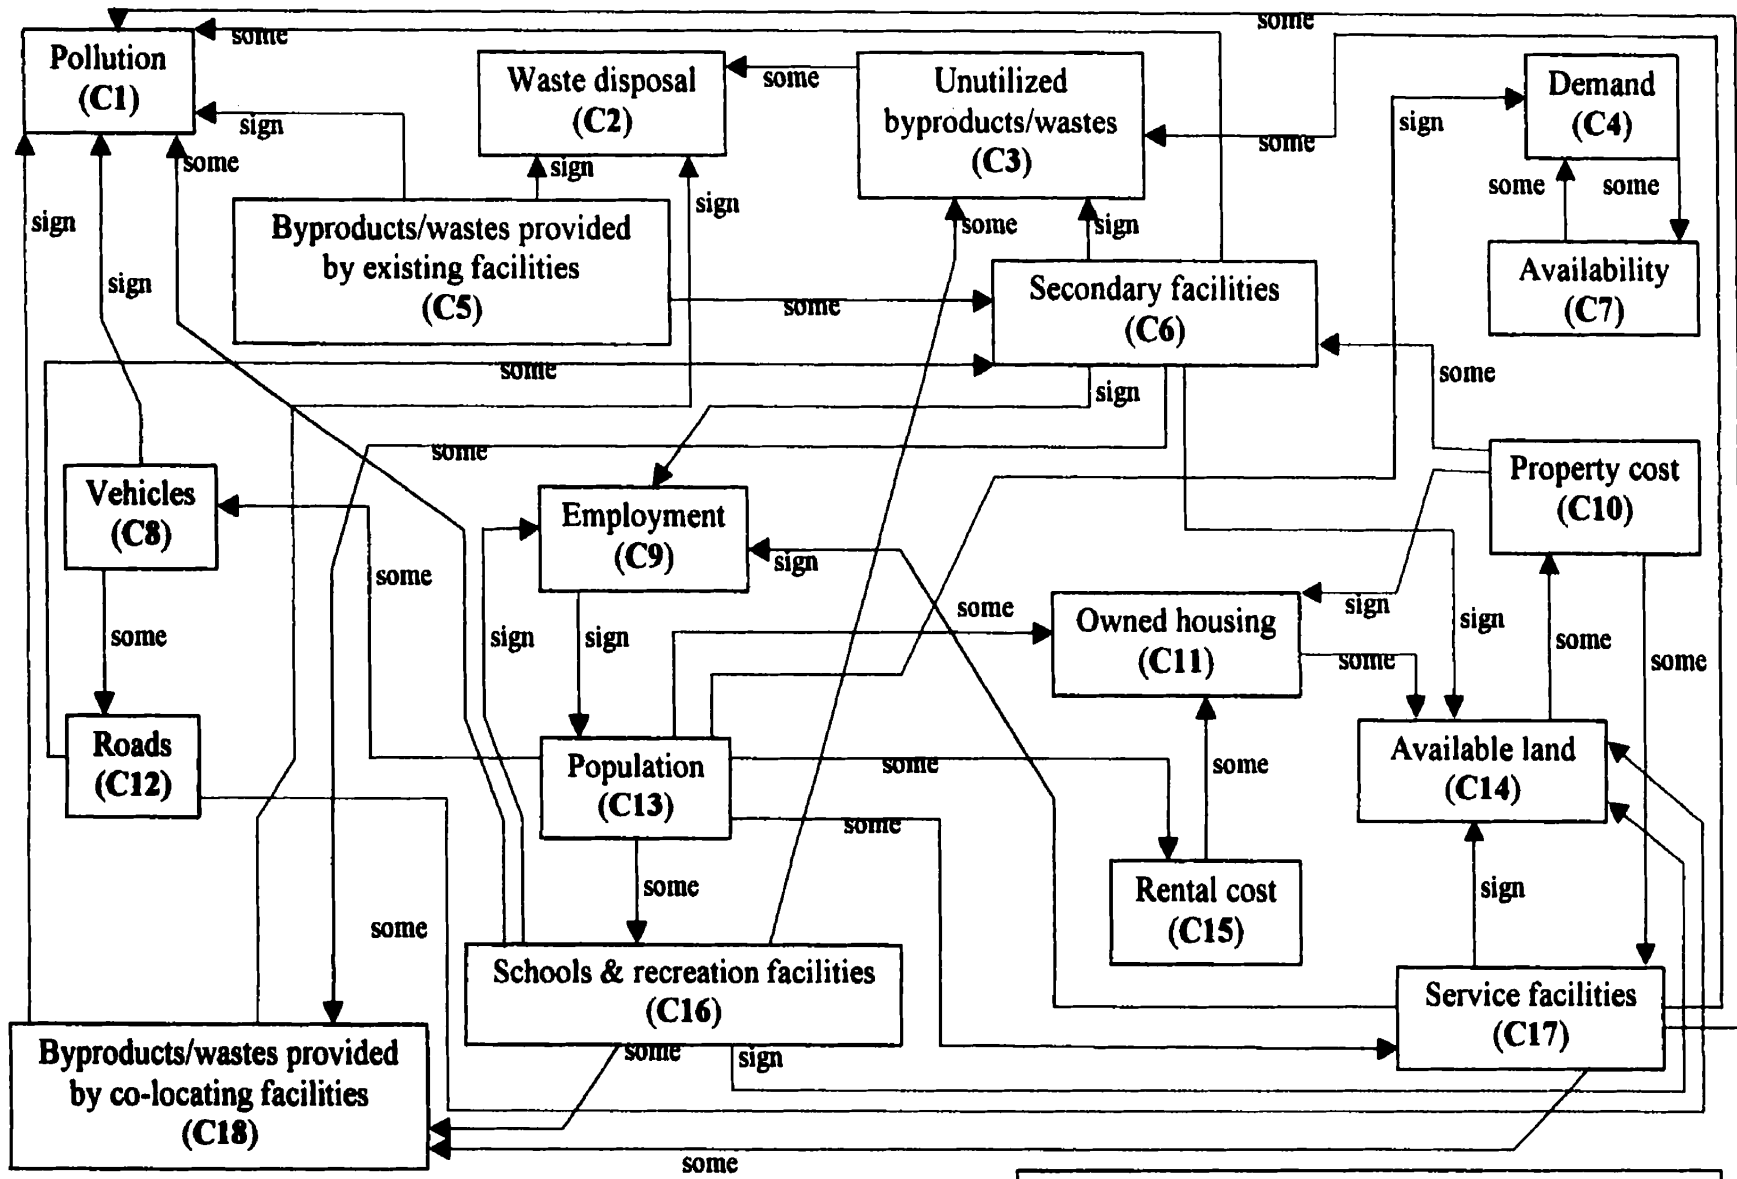 some
some
Pollution
(C1)
Waste disposal
(C2)
some
Unutilized
byproducts/wastes
(C3)
Demand
(C4)
sign
some
sign
some
sign
sign
some
sign
some
some
sign
Byproducts/wastes provided
by existing facilities
(C5)
some
Secondary facilities
(C6)
Availability
(C7)
sign
some
some
sign
some
Vehicles
(C8)
Employment
(C9)
Property cost
(C10)
sign
some
some
sign
sign
some
Owned housing
(C11)
sign
sign
some
some
some
Roads
(C12)
Population
(C13)
some
some
Available land
(C14)
some
some
Rental cost
(C15)
sign
some
Schools & recreation facilities
(C16)
Service facilities
(C17)
some
sign
Byproducts/wastes provided
by co-locating facilities
(C18)
some